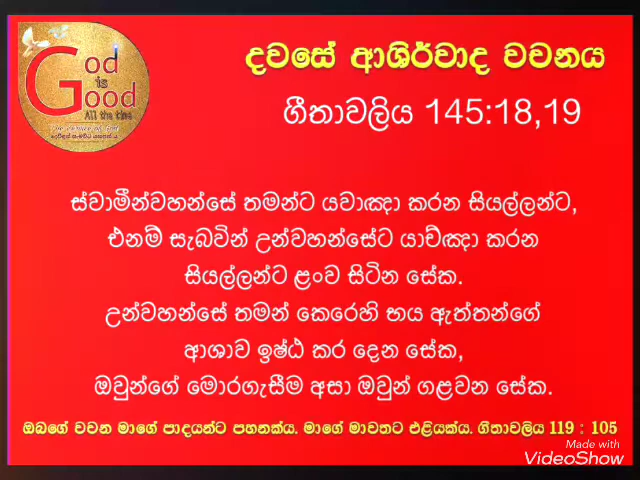 God
is
Good
All the time
දවසේ ආශිර්වාද වචනය
ගීතාවලිය 145:18,19
ස්වාමීන්වහන්සේ තමන්ට යවාඤා කරන සියල්ලන්ට,
එනම් සැබවින් උන්වහන්සේට යාච්ඤා කරන
සියල්ලන්ට ළංව සිටින සේක.
උන්වහන්සේ තමන් කෙරෙහි භය ඇත්තන්ගේ
ආශාව ඉෂ්ඨ කර දෙන සේක,
ඔවුන්ගේ මොරගැසීම අසා ඔවුන් ගළවන සේක.
ඔබගේ වචන මාගේ පාදයන්ට පහනක්ය. මාගේ මාවතට එළියක්ය. ගීතාවලිය 119 : 105
Made with
VideoShow